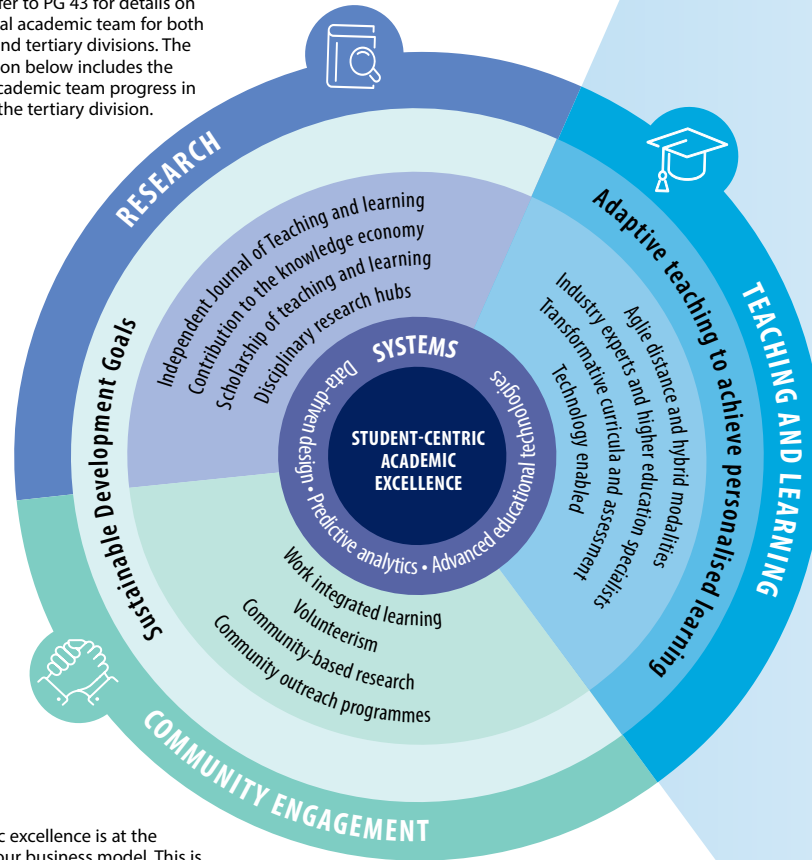 fer to PG 43 for details on
al academic team for both
nd tertiary divisions. The
on below includes the
cademic team progress in
the tertiary division.
RESEARCH
Independent Journal of Teaching and learning
Contribution to the knowledge economy
Scholarship of teaching and learning
Disciplinary research hubs
Sustainable Development Goals
TEACHING AND LEARNING
Adaptive teaching to achieve personalised learning
Aglie distance and hybrid modalities
Industry experts and higher education specialists
Transformative curricula and assessment
Technology enabled
SYSTEMS
Data-driven design • Predictive analytics • Advanced educational technologies
STUDENT-CENTRIC
ACADEMIC
EXCELLENCE
Work integrated learning
Volunteerism
Community-based research
Community outreach programmes
COMMUNITY ENGAGEMENT
ic excellence is at the
our business model. This is